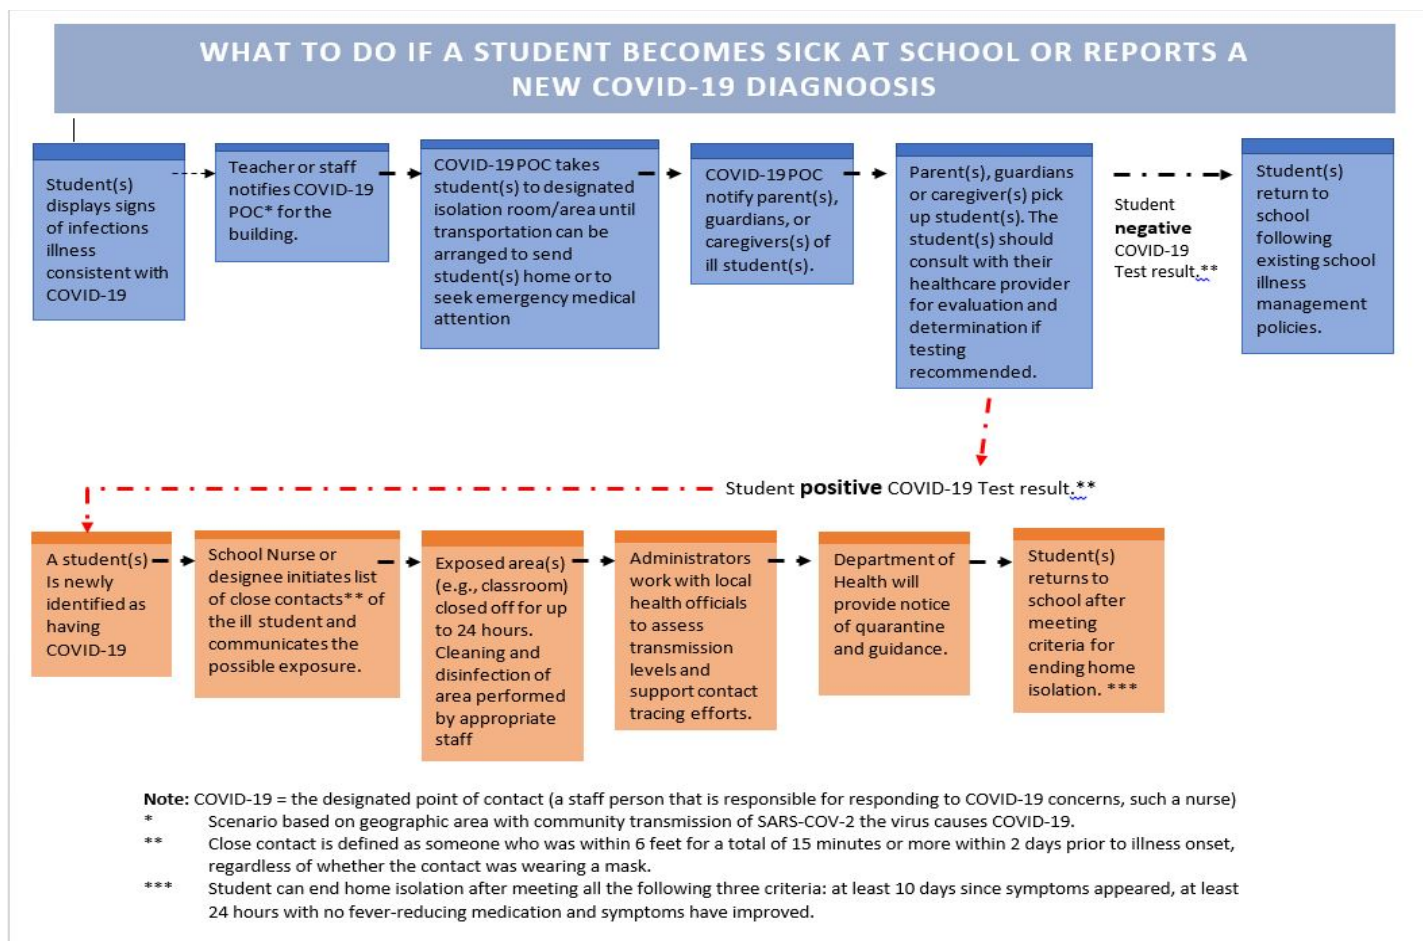 WHAT TO DO IF A STUDENT BECOMES SICK AT SCHOOL OR REPORTS A
NEW COVID-19 DIAGNOOSIS
Student(s)
displays signs
of infections
illness
consistent with
COVID-19
Teacher or staff
notifies COVID-19
POC* for the
building.
COVID-19 POC takes
student(s) to designated
isolation room/area until
transportation can be
arranged to send
student(s) home or to
seek emergency medical
attention
COVID-19 POC
notify parent(s),
guardians, or
caregivers(s) of
ill student(s).
Parent(s), guardians
or caregiver(s) pick
up student(s). The
student(s) should
consult with their
healthcare provider
for evaluation and
determination if
testing
recommended.
Student
negative
COVID-19
Test result.**
Student(s)
return to
school
following
existing school
illness
management
policies.
Student positive COVID-19 Test result.**
A student(s)
Is newly
identified as
having
COVID-19
School Nurse or
designee initiates list
of close contacts** of
the ill student and
communicates the
possible exposure.
Exposed area(s)
(e.g., classroom)
closed off for up
to 24 hours.
Cleaning and
disinfection of
area performed
by appropriate
staff
Administrators
work with local
health officials
to assess
transmission
levels and
support contact
tracing efforts.
Department of
Health will
provide notice
of quarantine
and guidance.
Student(s)
returns to
school after
meeting
criteria for
ending home
isolation. ***
Note: COVID-19 = the designated point of contact (a staff person that is responsible for responding to COVID-19 concerns, such a nurse)
* Scenario based on geographic area with community transmission of SARS-COV-2 the virus causes COVID-19.
** Close contact is defined as someone who was within 6 feet for a total of 15 minutes or more within 2 days prior to illness onset,
regardless of whether the contact was wearing a mask.
*** Student can end home isolation after meeting all the following three criteria: at least 10 days since symptoms appeared, at least
24 hours with no fever-reducing medication and symptoms have improved.